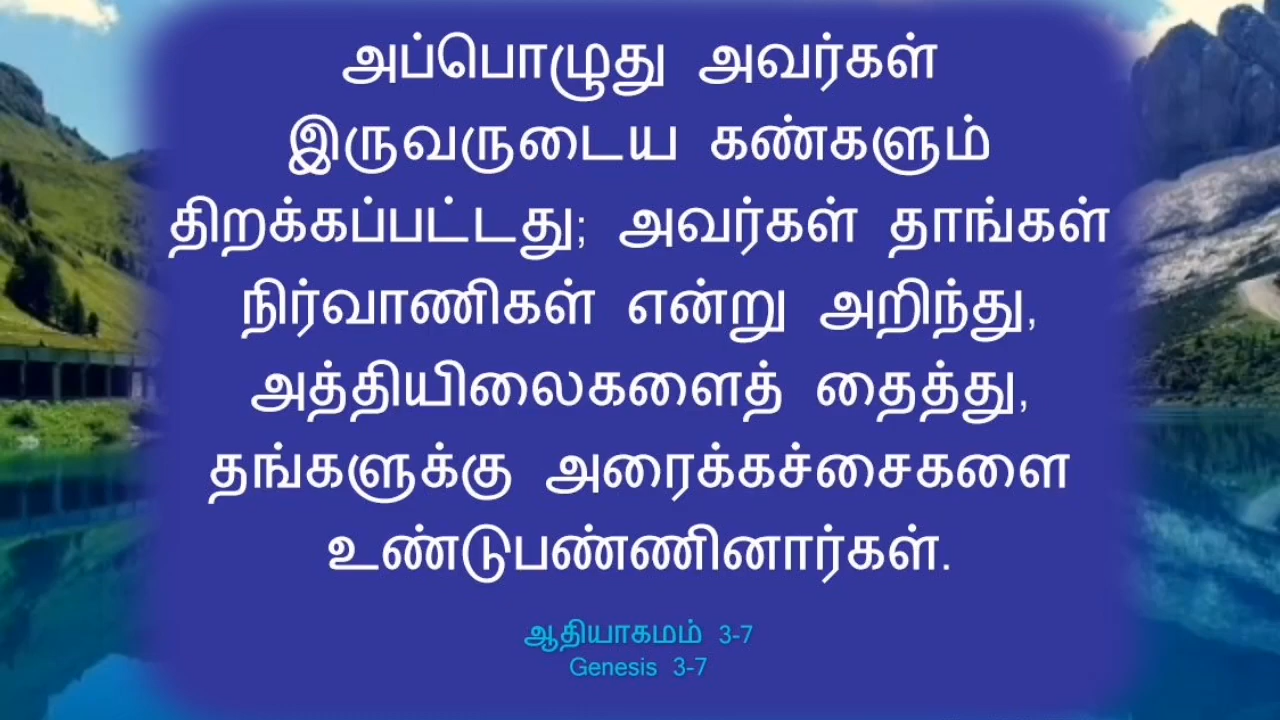 அப்பொழுது அவர்கள்
இருவருடைய கண்களும்
திறக்கப்பட்டது; அவர்கள் தாங்கள்
நிர்வாணிகள் என்று அறிந்து,
அத்தியிலைகளைத் தைத்து,
தங்களுக்கு அரைக்கச்சைகளை
உண்டுபண்ணினார்கள்.
ஆதியாகமம் 3-7
Genesis 3-7